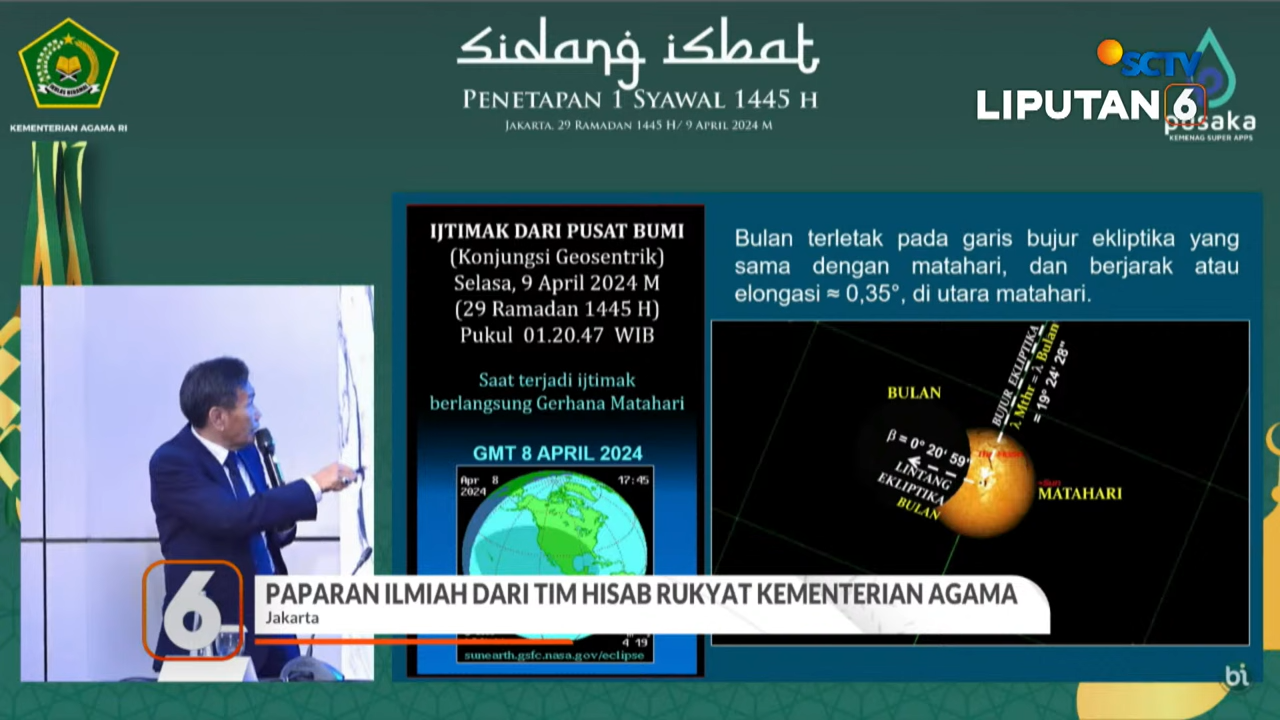 KEMENTERIAN AGAMA RI
sidang isbat
PENETAPAN 1 SYAWAL 1445 H
JAKARTA, 29 RAMADAN 1445 H/ 9 APRIL 2024 M
SCTV
LIPUTAN 6
pusaka
KEMENAG SUPER APPS
IJTIMAK DARI PUSAT BUMI
(Konjungsi Geosentrik)
Selasa, 9 April 2024 M
(29 Ramadan 1445 H)
Pukul 01.20.47 WIB
Saat terjadi ijtimak
berlangsung Gerhana Matahari
GMT 8 APRIL 2024
Apr 8
2024
17:45
4 19
sunearth.gsfc.nasa.gov/eclipse
Bulan terletak pada garis bujur ekliptika yang
sama dengan matahari, dan berjarak atau
elongasi ≈ 0,35°, di utara matahari.
BUJUR EKLIPTIKA
λ Mthr = λ Bulan
= 19° 24' 28"
BULAN
β = 0° 20' 59"
LINTANG
EKLIPTIKA
BULAN
Sun
MATAHARI
6
PAPARAN ILMIAH DARI TIM HISAB RUKYAT KEMENTERIAN AGAMA
Jakarta
bi